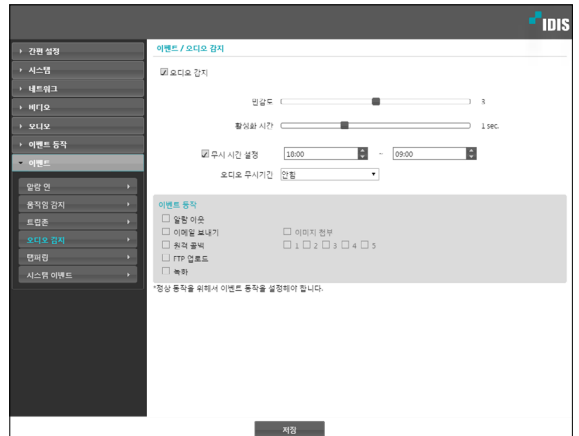 IDIS
간편 설정
시스템
네트워크
비디오
오디오
이벤트 동작
이벤트
알람 인
움직임 감지
트립존
오디오 감지
탬퍼링
시스템 이벤트
이벤트 / 오디오 감지
오디오 감지
민감도 3
활성화 시간 1 sec.
무시 시간 설정 18:00 ~ 09:00
오디오 무시기간 안함
이벤트 동작
알람 아웃
이메일 보내기 이미지 첨부
원격 콜백 1 2 3 4 5
FTP 업로드
녹화
*정상 동작을 위해서 이벤트 동작을 설정해야 합니다.
저장